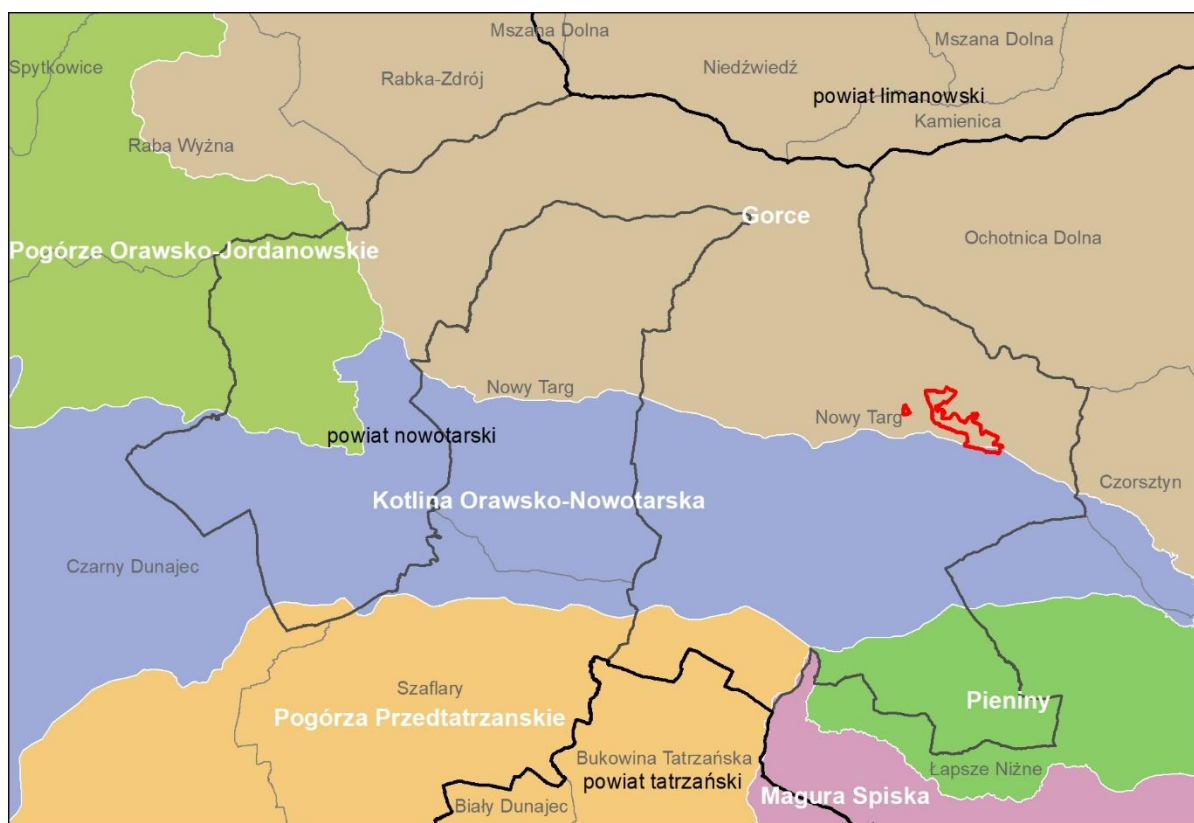 Mszana Dolna
Mszana Dolna
Spytkowice
Rabka-Zdrój
Niedźwiedź
powiat limanowski
Kamienica
Raba Wyżna
Gorce
Ochotnica Dolna
Pogórze Orawsko-Jordanowskie
Nowy Targ
Nowy Targ
powiat nowotarski
Czorsztyn
Kotlina Orawsko-Nowotarska
Czarny Dunajec
Szaflary
Pieniny
Pogórza Przedtatrzanskie
Bukowina Tatrzańska
powiat tatrzański
Łapsze Niżne
Magura Spiska
Biały Dunajec